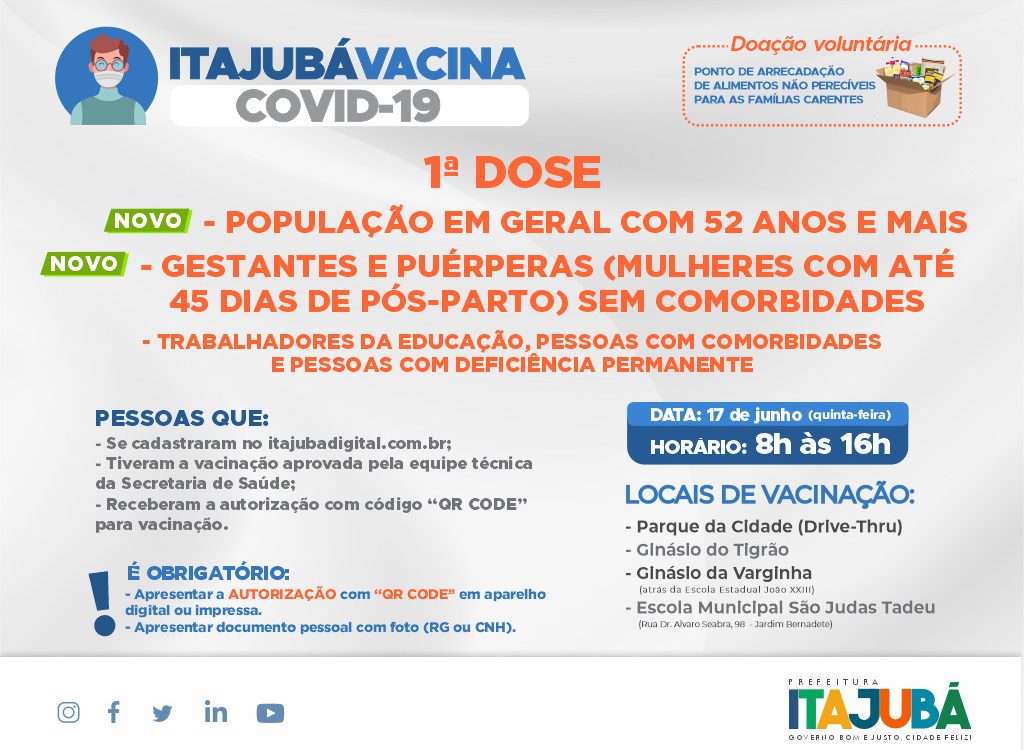 ITAJUBÁVACINA
COVID-19
Doação voluntária
PONTO DE ARRECADAÇÃO
DE ALIMENTOS NÃO PERECÍVEIS
PARA AS FAMÍLIAS CARENTES
1ª DOSE
NOVO - POPULAÇÃO EM GERAL COM 52 ANOS E MAIS
NOVO - GESTANTES E PUÉRPERAS (MULHERES COM ATÉ
45 DIAS DE PÓS-PARTO) SEM COMORBIDADES
- TRABALHADORES DA EDUCAÇÃO, PESSOAS COM COMORBIDADES
E PESSOAS COM DEFICIÊNCIA PERMANENTE
PESSOAS QUE:
- Se cadastraram no itajubadigital.com.br;
- Tiveram a vacinação aprovada pela equipe técnica
da Secretaria de Saúde;
- Receberam a autorização com código “QR CODE”
para vacinação.
É OBRIGATÓRIO:
- Apresentar a AUTORIZAÇÃO com “QR CODE” em aparelho
digital ou impressa.
- Apresentar documento pessoal com foto (RG ou CNH).
DATA: 17 de junho (quinta-feira)
HORÁRIO: 8h às 16h
LOCAIS DE VACINAÇÃO:
- Parque da Cidade (Drive-Thru)
- Ginásio do Tigrão
- Ginásio da Varginha
(atrás da Escola Estadual João XXIII)
- Escola Municipal São Judas Tadeu
(Rua Dr. Alvaro Seabra, 98 - Jardim Bernadete)
PREFEITURA
ITAJUBÁ
GOVERNO BOM E JUSTO, CIDADE FELIZ!